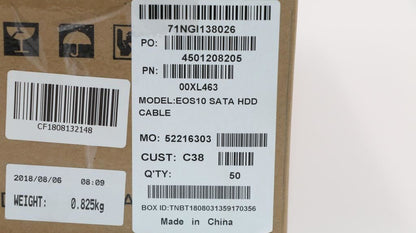 71NGI138026
PO:
4501208205
PN:
00XL463
MODEL:EOS10 SATA HDD
CABLE
MO: 52216303
CUST: C38
Q'TY: 50
BOX ID:TNBT1808031359170356
Made in China
CF1808132148
2018/08/06 08:09
WEIGHT: 0.825kg